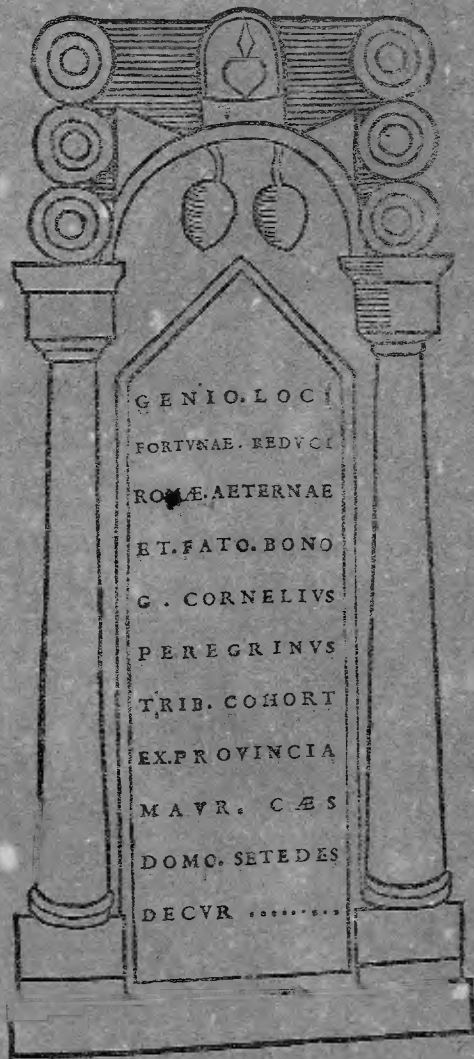 GENIO. LOCI
FORTVNAE. REDVCI
ROMÆ. AETERNAE
ET. FATO. BONO
G. CORNELIVS
PEREGRINVS
TRIB. COHORT
EX. PROVINCIA
MAVR. CÆS
DOMO. SETEDES
DECVR .........